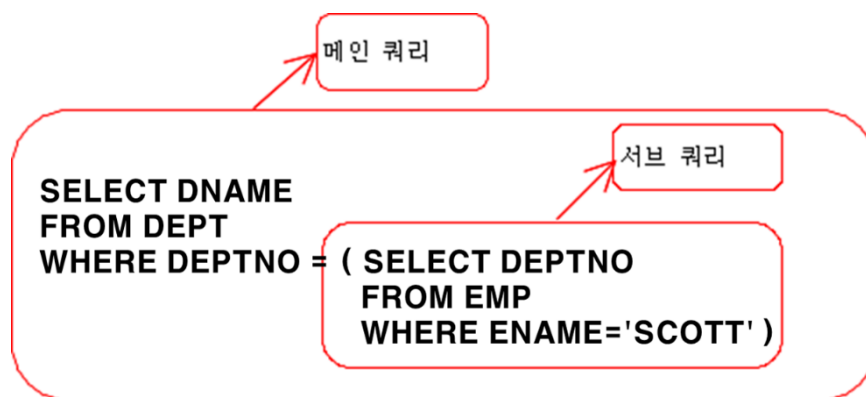 메인 쿼리
서브 쿼리
SELECT DNAME
FROM DEPT
WHERE DEPTNO = ( SELECT DEPTNO
FROM EMP
WHERE ENAME='SCOTT' )